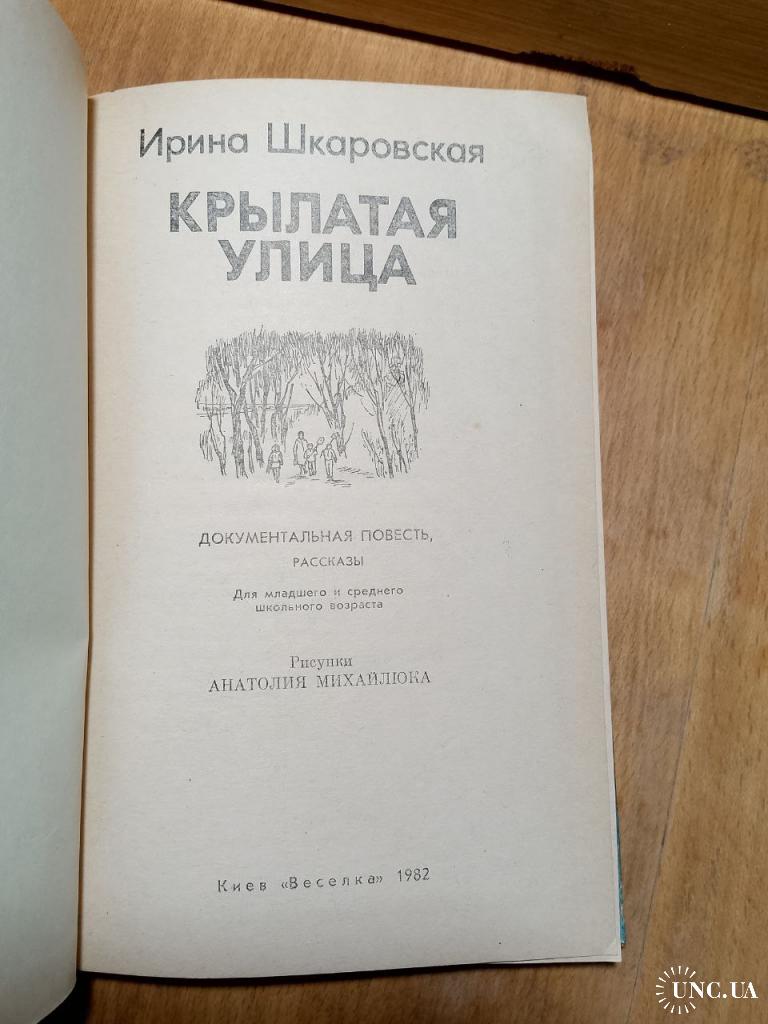 Ирина Шкаровская
КРЫЛАТАЯ
УЛИЦА
ДОКУМЕНТАЛЬНАЯ ПОВЕСТЬ,
РАССКАЗЫ
Для младшего и среднего
школьного возраста
Рисунки
АНАТОЛИЯ МИХАЙЛЮКА
Киев «Веселка» 1982
UNC.UA